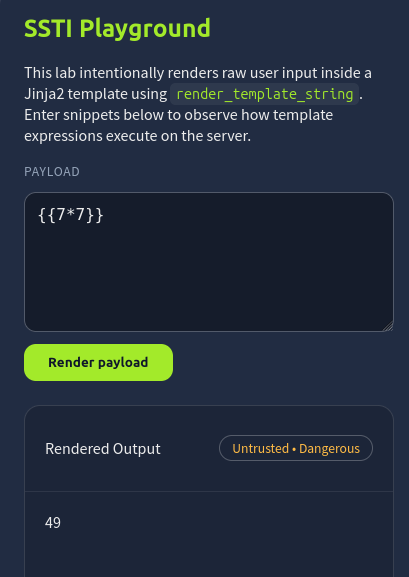 SSTI Playground
This lab intentionally renders raw user input inside a
Jinja2 template using render_template_string.
Enter snippets below to observe how template
expressions execute on the server.
PAYLOAD
{{7*7}}
Render payload
Rendered Output
Untrusted • Dangerous
49